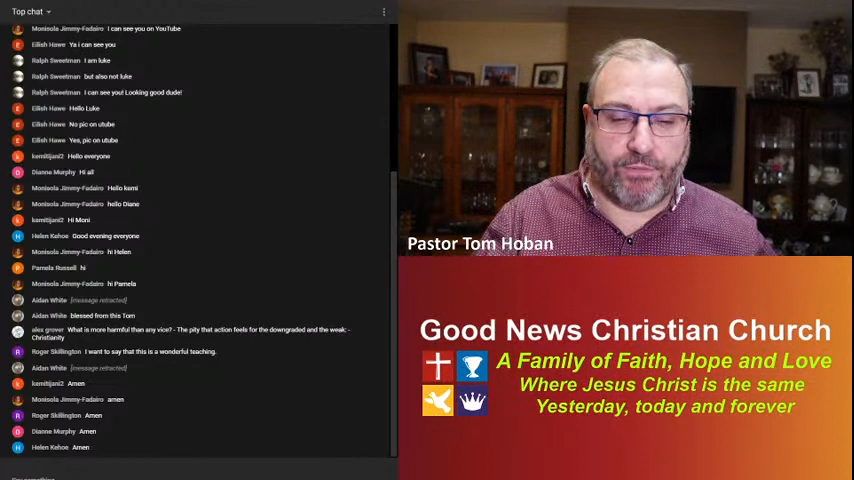 Top chat
Monisola Jimmy-Fadairo I can see you on YouTube
Eilish Hawe Ya i can see you
Ralph Sweetman I am luke
Ralph Sweetman but also not luke
Ralph Sweetman I can see you! Looking good dude!
Eilish Hawe Hello Luke
Eilish Hawe No pic on utube
Eilish Hawe Yes, pic on utube
kemitijani2 Hello everyone
Dianne Murphy Hi all
Monisola Jimmy-Fadairo Hello kemi
Monisola Jimmy-Fadairo hello Diane
kemitijani2 Hi Moni
Helen Kehoe Good evening everyone
Monisola Jimmy-Fadairo hi Helen
Pamela Russell hi
Monisola Jimmy-Fadairo hi Pamela
Aidan White [message retracted]
Aidan White blessed from this Tom
alex grover What is more harmful than any vice? - The pity that action feels for the downgraded and the weak: -
Christianity
Roger Skillington I want to say that this is a wonderful teaching.
Aidan White [message retracted]
kemitijani2 Amen
Monisola Jimmy-Fadairo amen
Roger Skillington Amen
Dianne Murphy Amen
Helen Kehoe Amen
Pastor Tom Hoban
Good News Christian Church
A Family of Faith, Hope and Love
Where Jesus Christ is the same
Yesterday, today and forever